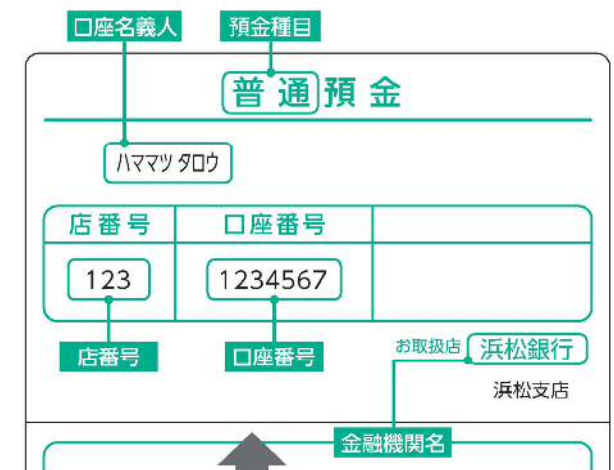 口座名義人 預金種目
普通預金
ハママツ タロウ
店番号 口座番号
123 1234567
店番号 口座番号
お取扱店 浜松銀行
浜松支店
金融機関名